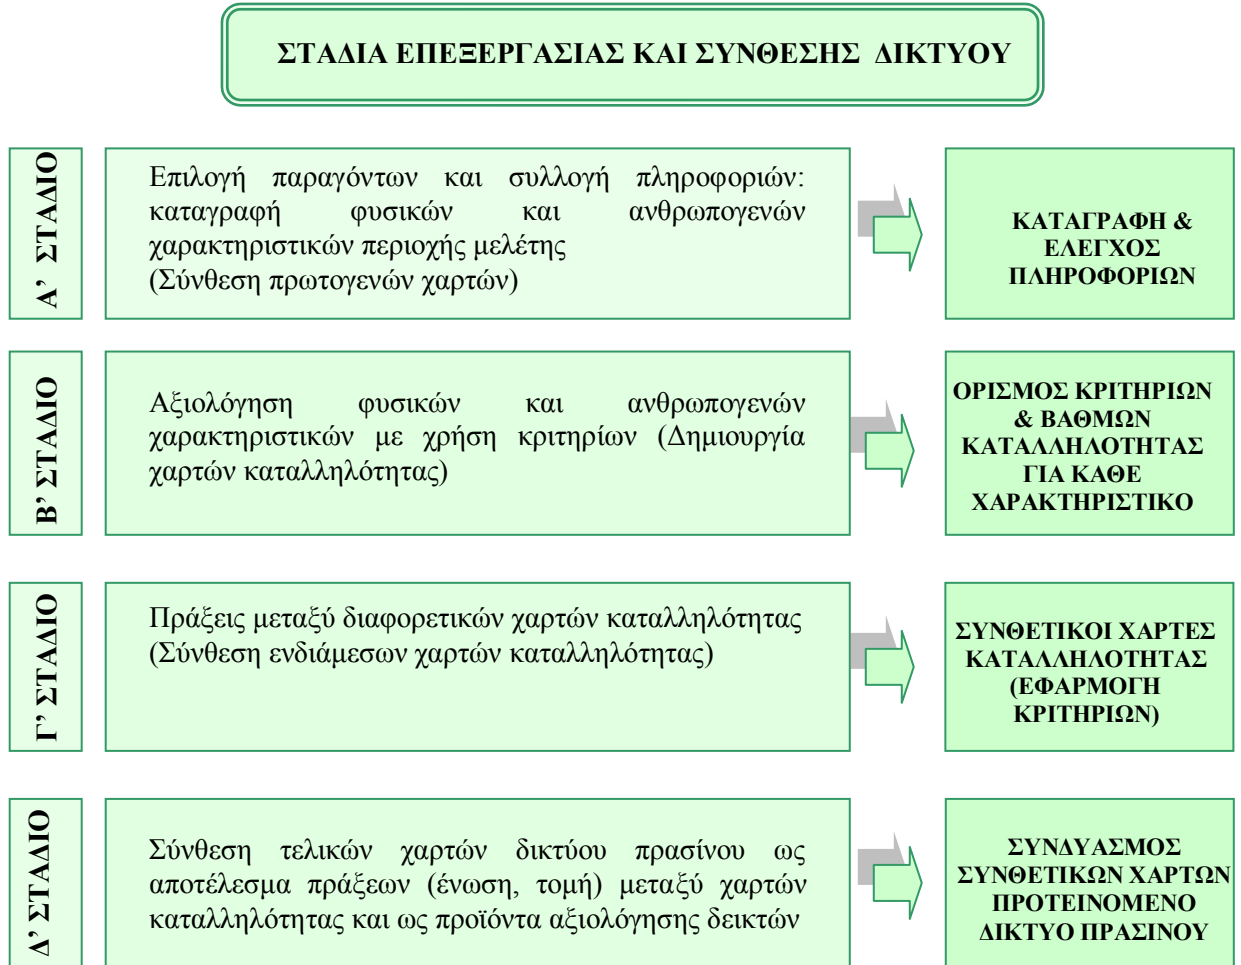 ΣΤΑΔΙΑ ΕΠΕΞΕΡΓΑΣΙΑΣ ΚΑΙ ΣΥΝΘΕΣΗΣ ΔΙΚΤΥΟΥ
Α’ ΣΤΑΔΙΟ
Επιλογή παραγόντων και συλλογή πληροφοριών:
καταγραφή φυσικών και ανθρωπογενών
χαρακτηριστικών περιοχής μελέτης
(Σύνθεση πρωτογενών χαρτών)
ΚΑΤΑΓΡΑΦΗ &
ΕΛΕΓΧΟΣ
ΠΛΗΡΟΦΟΡΙΩΝ
Β’ ΣΤΑΔΙΟ
Αξιολόγηση φυσικών και ανθρωπογενών
χαρακτηριστικών με χρήση κριτηρίων (Δημιουργία
χαρτών καταλληλότητας)
ΟΡΙΣΜΟΣ ΚΡΙΤΗΡΙΩΝ
& ΒΑΘΜΩΝ
ΚΑΤΑΛΛΗΛΟΤΗΤΑΣ
ΓΙΑ ΚΑΘΕ
ΧΑΡΑΚΤΗΡΙΣΤΙΚΟ
Γ’ ΣΤΑΔΙΟ
Πράξεις μεταξύ διαφορετικών χαρτών καταλληλότητας
(Σύνθεση ενδιάμεσων χαρτών καταλληλότητας)
ΣΥΝΘΕΤΙΚΟΙ ΧΑΡΤΕΣ
ΚΑΤΑΛΛΗΛΟΤΗΤΑΣ
(ΕΦΑΡΜΟΓΗ
ΚΡΙΤΗΡΙΩΝ)
Δ’ ΣΤΑΔΙΟ
Σύνθεση τελικών χαρτών δικτύου πρασίνου ως
αποτέλεσμα πράξεων (ένωση, τομή) μεταξύ χαρτών
καταλληλότητας και ως προϊόντα αξιολόγησης δεικτών
ΣΥΝΔΥΑΣΜΟΣ
ΣΥΝΘΕΤΙΚΩΝ ΧΑΡΤΩΝ
ΠΡΟΤΕΙΝΟΜΕΝΟ
ΔΙΚΤΥΟ ΠΡΑΣΙΝΟΥ